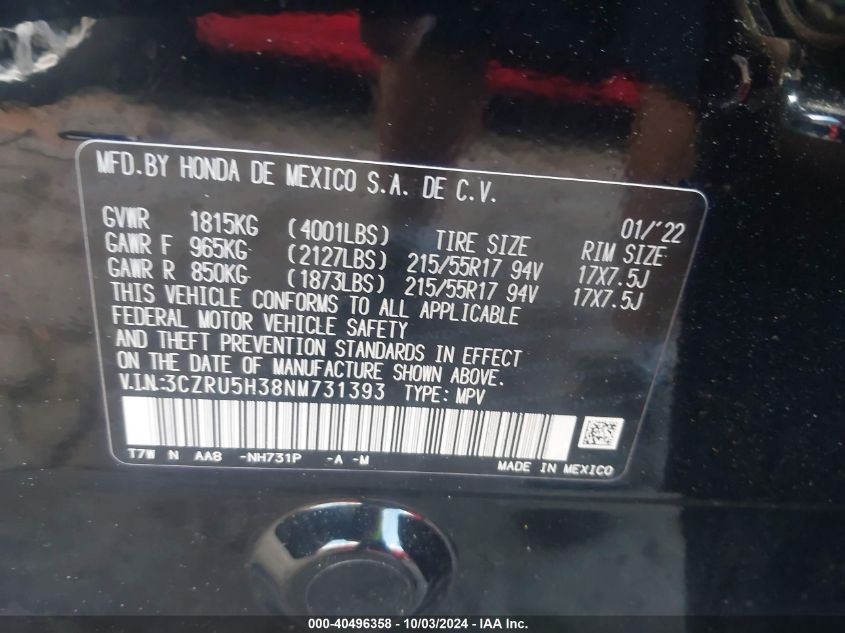 MFD.BY HONDA DE MEXICO S.A. DE C.V.
01/'22
GVWR 1815KG (4001LBS) TIRE SIZE RIM SIZE
GAWR F 965KG (2127LBS) 215/55R17 94V 17X7.5J
GAWR R 850KG (1873LBS) 215/55R17 94V 17X7.5J
THIS VEHICLE CONFORMS TO ALL APPLICABLE
FEDERAL MOTOR VEHICLE SAFETY
AND THEFT PREVENTION STANDARDS IN EFFECT
ON THE DATE OF MANUFACTURE SHOWN ABOVE.
V.I.N.:3CZRU5H38NM731393 TYPE: MPV
T7W N AA8 -NH731P -A -M
MADE IN MEXICO
000-40496358 - 10/03/2024 - IAA Inc.